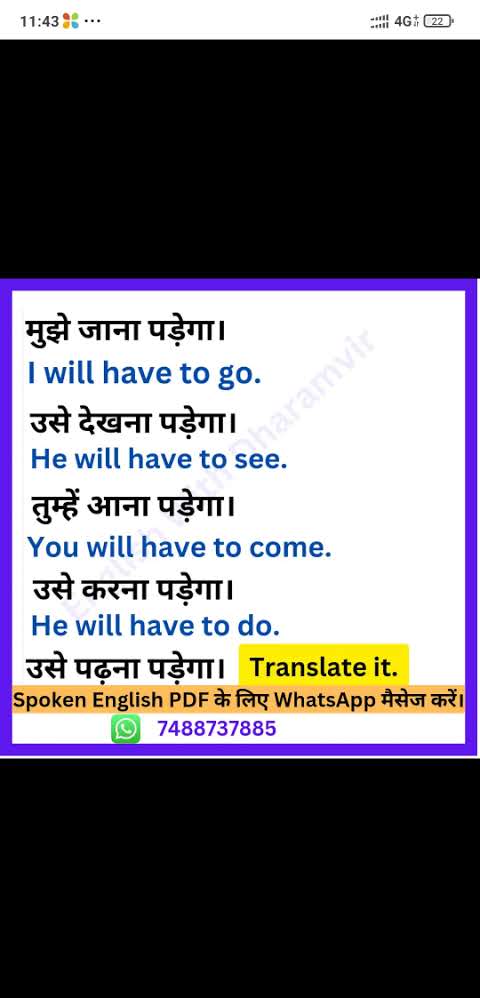 11:43
4G+
22
मुझे जाना पड़ेगा।
I will have to go.
उसे देखना पड़ेगा।
He will have to see.
तुम्हें आना पड़ेगा।
You will have to come.
उसे करना पड़ेगा।
He will have to do.
उसे पढ़ना पड़ेगा। Translate it.
Spoken English PDF के लिए WhatsApp मैसेज करें।
7488737885
English With Dharamvir